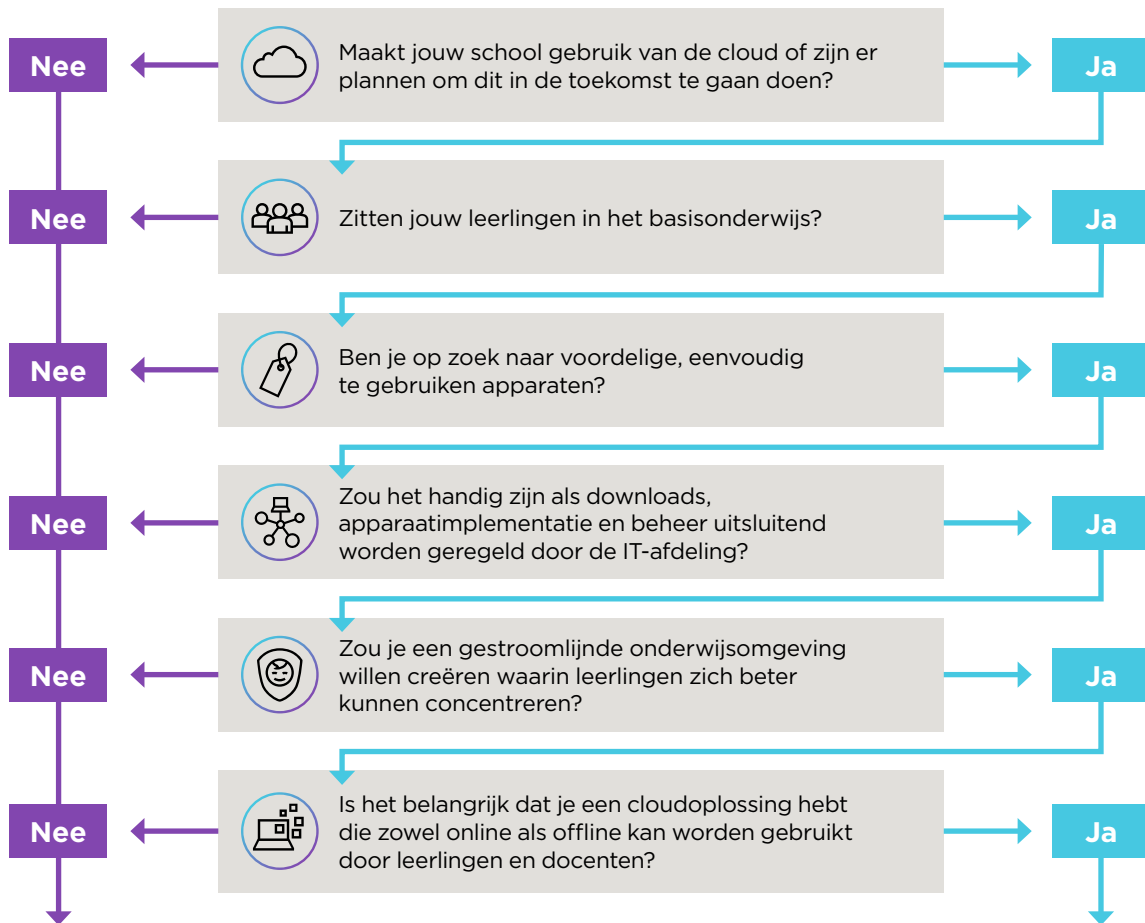 Nee
Maakt jouw school gebruik van de cloud of zijn er
plannen om dit in de toekomst te gaan doen?
Ja
Nee
Zitten jouw leerlingen in het basisonderwijs?
Ja
Nee
Ben je op zoek naar voordelige, eenvoudig
te gebruiken apparaten?
Ja
Nee
Zou het handig zijn als downloads,
apparaatimplementatie en beheer uitsluitend
worden geregeld door de IT-afdeling?
Ja
Nee
Zou je een gestroomlijnde onderwijsomgeving
willen creëren waarin leerlingen zich beter
kunnen concentreren?
Ja
Nee
Is het belangrijk dat je een cloudoplossing hebt
die zowel online als offline kan worden gebruikt
door leerlingen en docenten?
Ja